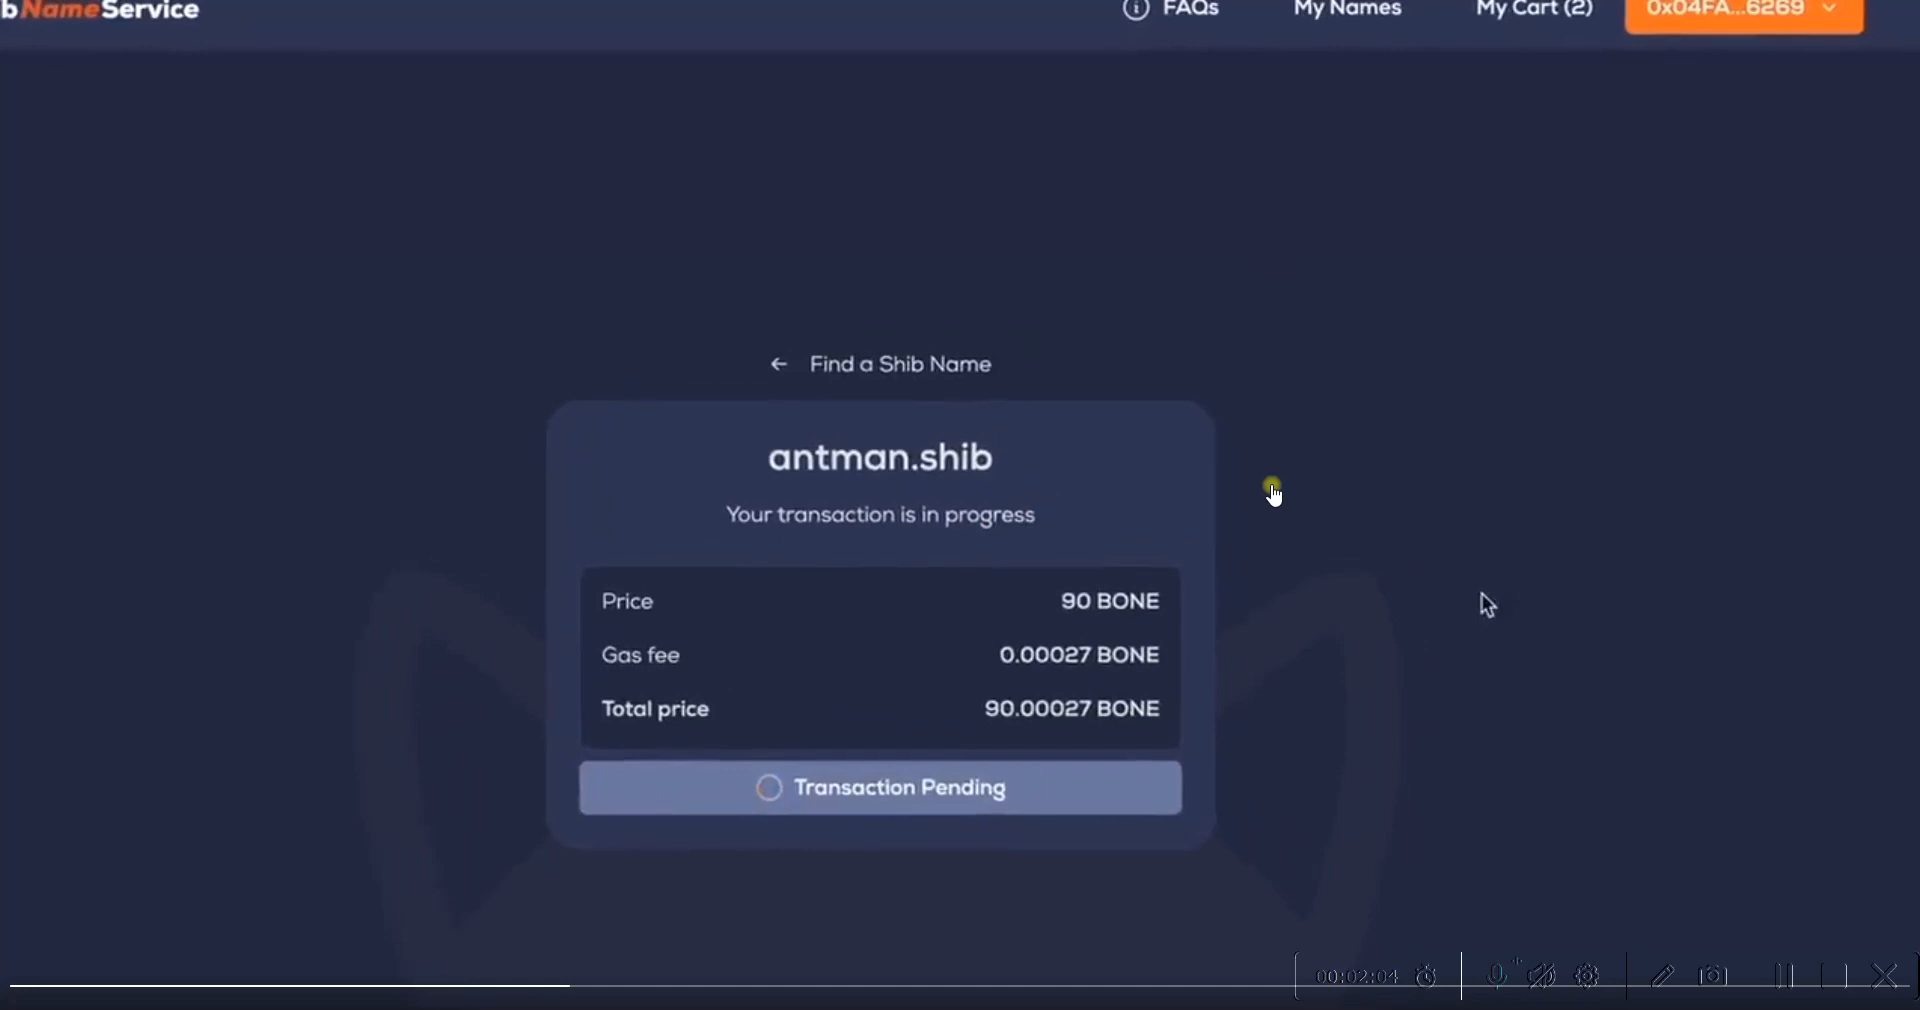 b NameService
FAQs
My Names
My Cart (2)
0x04FA...6269
← Find a Shib Name
antman.shib
Your transaction is in progress
Price 90 BONE
Gas fee 0.00027 BONE
Total price 90.00027 BONE
Transaction Pending
00:02:04